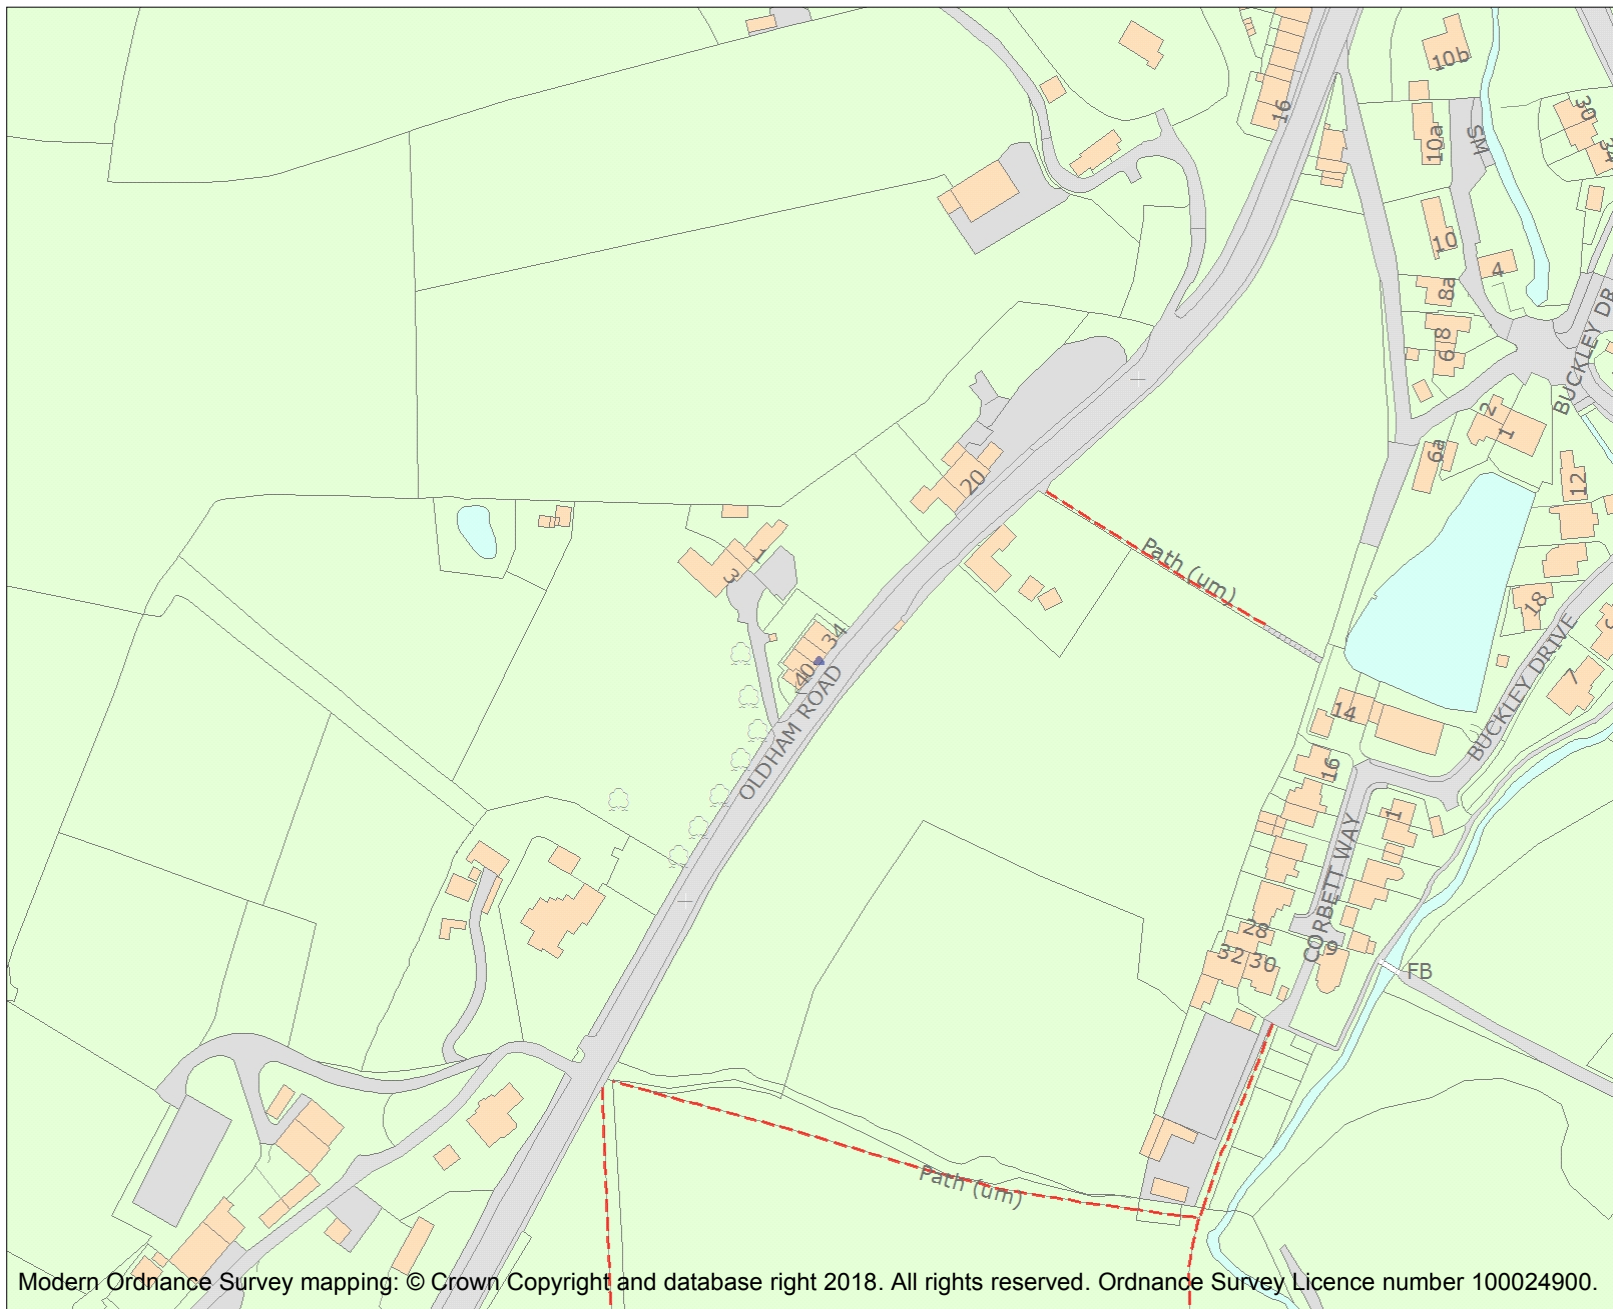 10b
16
30
10a
SM
10
4
8a
8
6
BUCKLEY DR
2
1
6a
12
20
Path (um)
1
3
18
34
40
OLDHAM ROAD
BUCKLEY DRIVE
7
14
16
1
CORBETT WAY
28
32
30
9
FB
Path (um)
Modern Ordnance Survey mapping: © Crown Copyright and database right 2018. All rights reserved. Ordnance Survey Licence number 100024900.